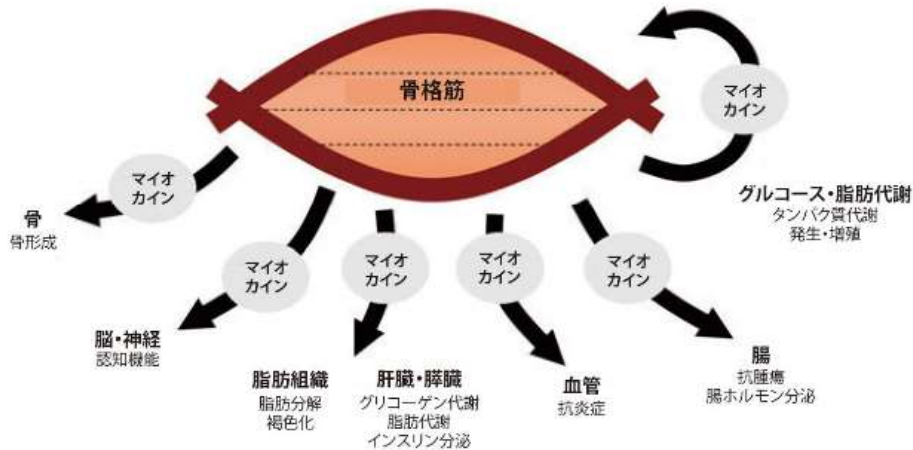 骨格筋
マイオ
カイン
グルコース・脂肪代謝
タンパク質代謝
発生・増殖
マイオ
カイン
骨
骨形成
マイオ
カイン
脳・神経
認知機能
マイオ
カイン
脂肪組織
脂肪分解
褐色化
肝臓・膵臓
グリコーゲン代謝
脂肪代謝
インスリン分泌
マイオ
カイン
血管
抗炎症
マイオ
カイン
腸
抗腫瘍
腸ホルモン分泌